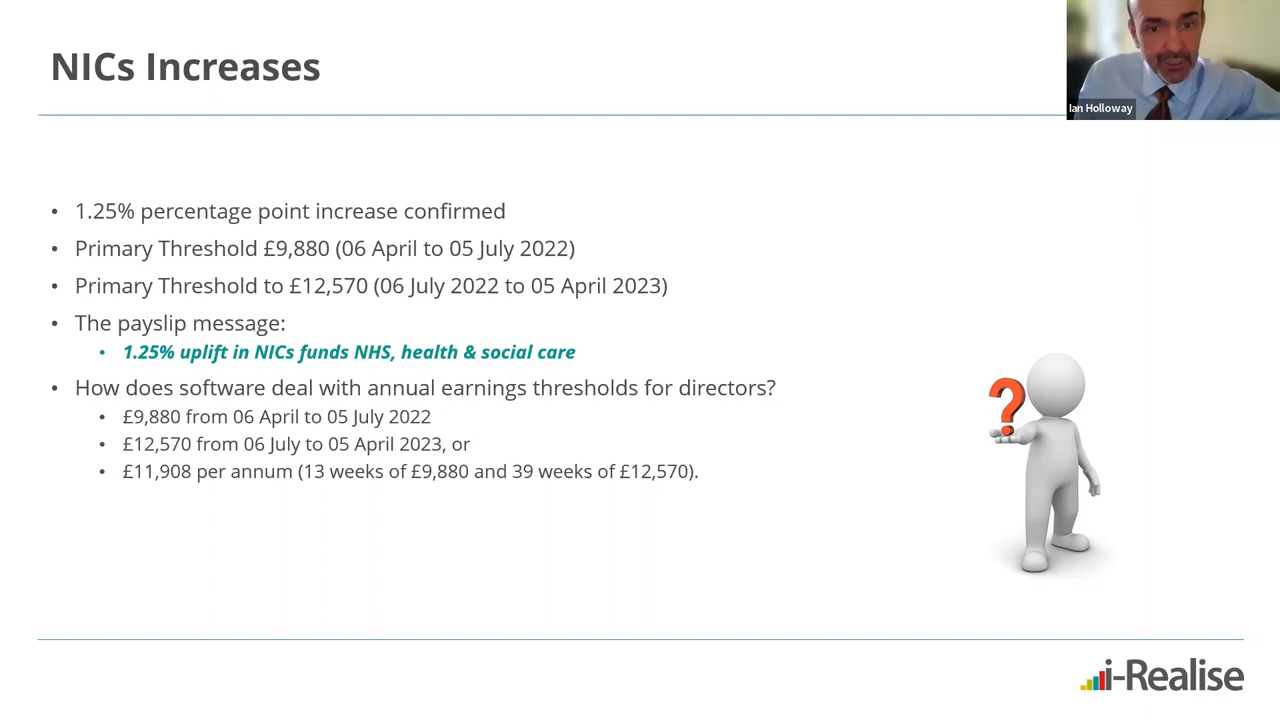 NICs Increases
Ian Holloway
• 1.25% percentage point increase confirmed
• Primary Threshold £9,880 (06 April to 05 July 2022)
• Primary Threshold to £12,570 (06 July 2022 to 05 April 2023)
• The payslip message:
• 1.25% uplift in NICs funds NHS, health & social care
• How does software deal with annual earnings thresholds for directors?
• £9,880 from 06 April to 05 July 2022
• £12,570 from 06 July to 05 April 2023, or
• £11,908 per annum (13 weeks of £9,880 and 39 weeks of £12,570).
?
i-Realise